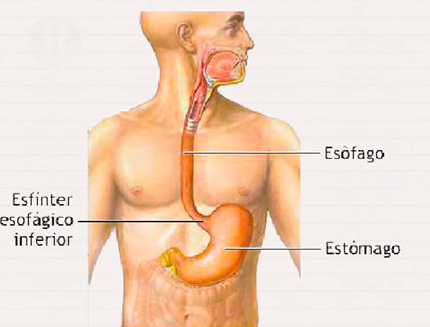 Esófago
Esfínter
esofágico
inferior
Estómago